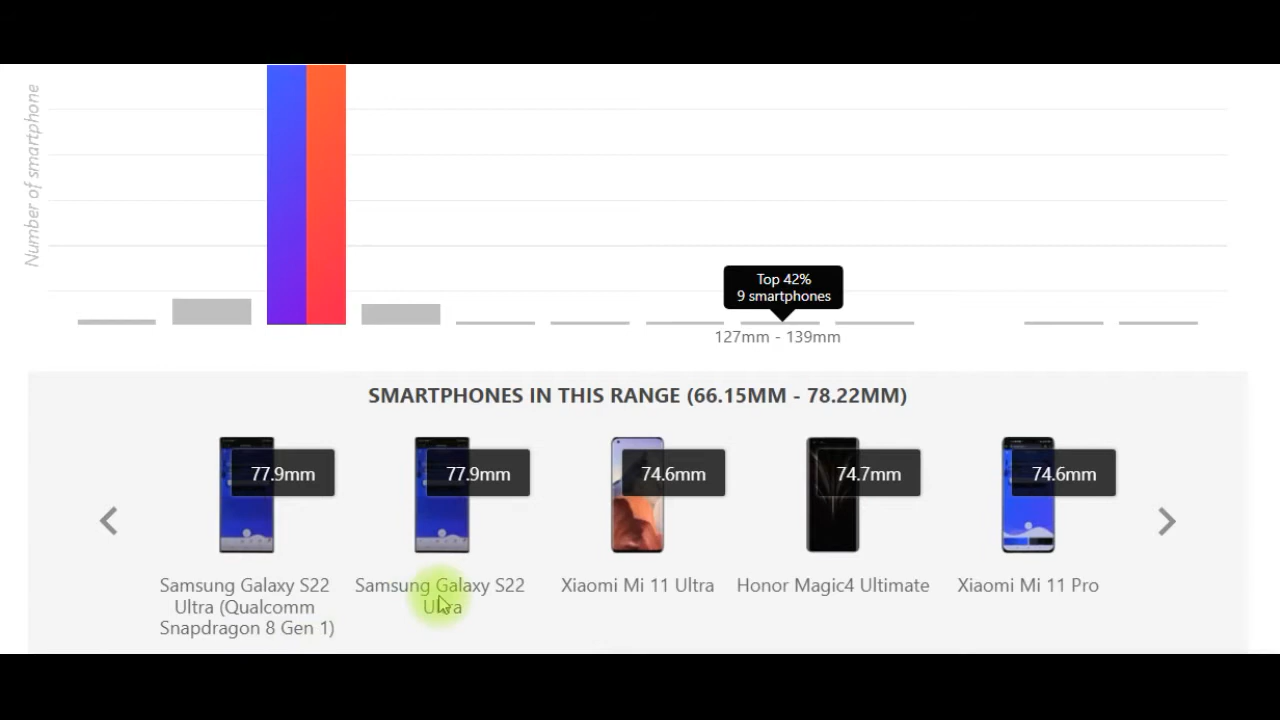 Number of smartphone
Top 42%
9 smartphones
127mm - 139mm
SMARTPHONES IN THIS RANGE (66.15MM - 78.22MM)
77.9mm
77.9mm
74.6mm
74.7mm
74.6mm
Samsung Galaxy S22
Ultra (Qualcomm
Snapdragon 8 Gen 1)
Samsung Galaxy S22
Ultra
Xiaomi Mi 11 Ultra
Honor Magic4 Ultimate
Xiaomi Mi 11 Pro